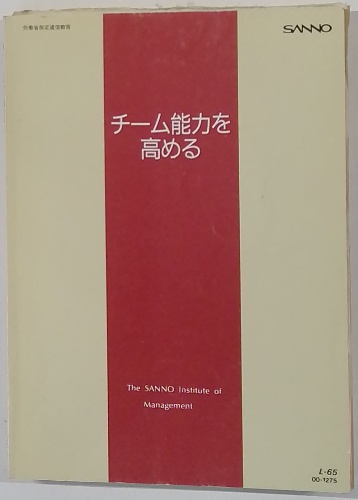 労働省指定通信教育
SANNO
チーム能力を
高める
The SANNO Institute of
Management
L-65
00-1275